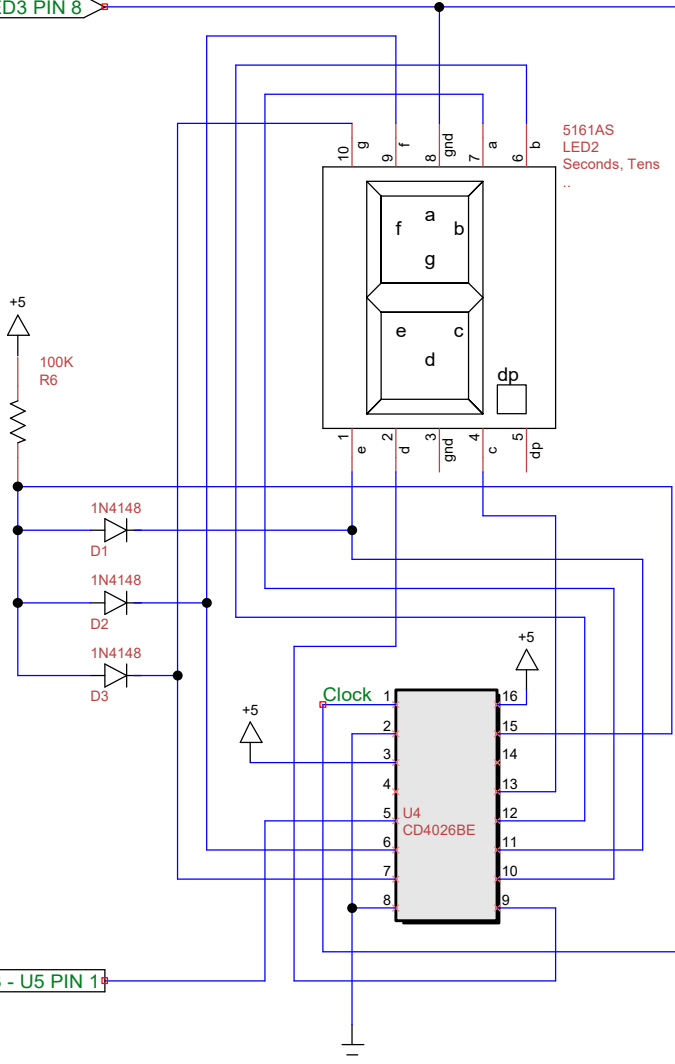 ED3 PIN 8
10
g
9
f
8
gnd
7
a
6
b
5161AS
LED2
Seconds, Tens
..
a
f
b
g
e
c
d
dp
1
e
2
d
3
gnd
4
c
5
dp
+5
100K
R6
1N4148
D1
1N4148
D2
1N4148
D3
+5
+5
Clock
1
2
3
4
5
6
7
8
16
15
14
13
12
11
10
9
U4
CD4026BE
- U5 PIN 1